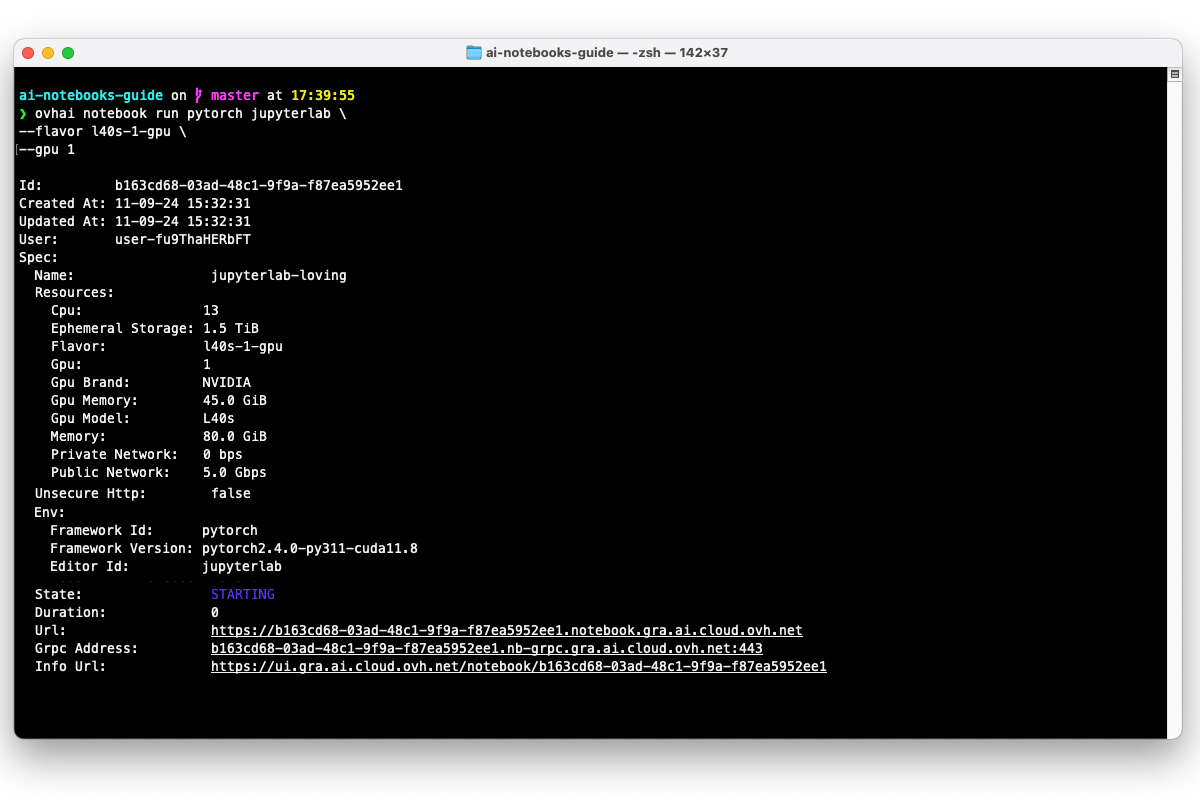 ai-notebooks-guide — -zsh — 142×37
ai-notebooks-guide on master at 17:39:55
❯ ovhai notebook run pytorch jupyterlab \
--flavor l40s-1-gpu \
[--gpu 1
Id: b163cd68-03ad-48c1-9f9a-f87ea5952ee1
Created At: 11-09-24 15:32:31
Updated At: 11-09-24 15:32:31
User: user-fu9ThaHERbFT
Spec:
Name: jupyterlab-loving
Resources:
Cpu: 13
Ephemeral Storage: 1.5 TiB
Flavor: l40s-1-gpu
Gpu: 1
Gpu Brand: NVIDIA
Gpu Memory: 45.0 GiB
Gpu Model: L40s
Memory: 80.0 GiB
Private Network: 0 bps
Public Network: 5.0 Gbps
Unsecure Http: false
Env:
Framework Id: pytorch
Framework Version: pytorch2.4.0-py311-cuda11.8
Editor Id: jupyterlab
State: STARTING
Duration: 0
Url: https://b163cd68-03ad-48c1-9f9a-f87ea5952ee1.notebook.gra.ai.cloud.ovh.net
Grpc Address: b163cd68-03ad-48c1-9f9a-f87ea5952ee1.nb-grpc.gra.ai.cloud.ovh.net:443
Info Url: https://ui.gra.ai.cloud.ovh.net/notebook/b163cd68-03ad-48c1-9f9a-f87ea5952ee1